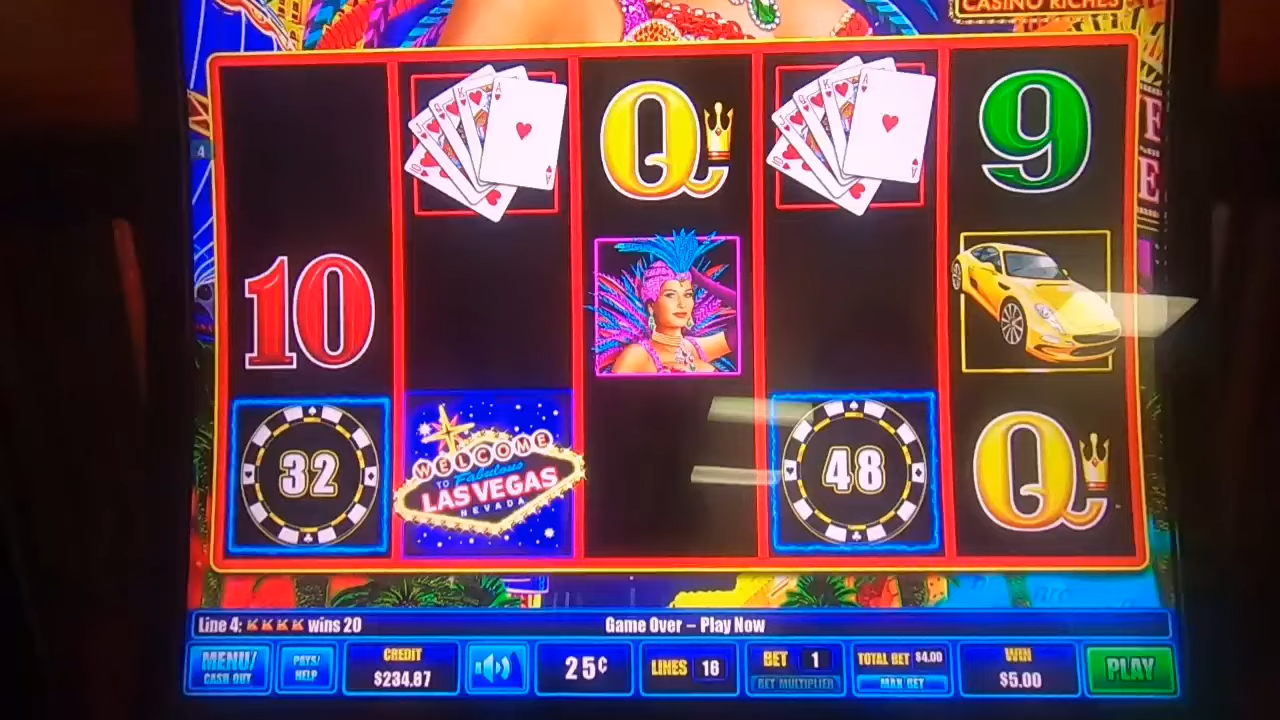 CASINO RICHES
4
Q
9
10
32
WELCOME
TO Fabulous
LAS VEGAS
NEVADA
48
Q
Line 4: K K K K wins 20
Game Over – Play Now
MENU/
CASH OUT
PAYS/
HELP
CREDIT
$234.87
25¢
LINES 16
BET 1
BET MULTIPLIER
TOTAL BET $4.00
MAX BET
WIN
$5.00
PLAY